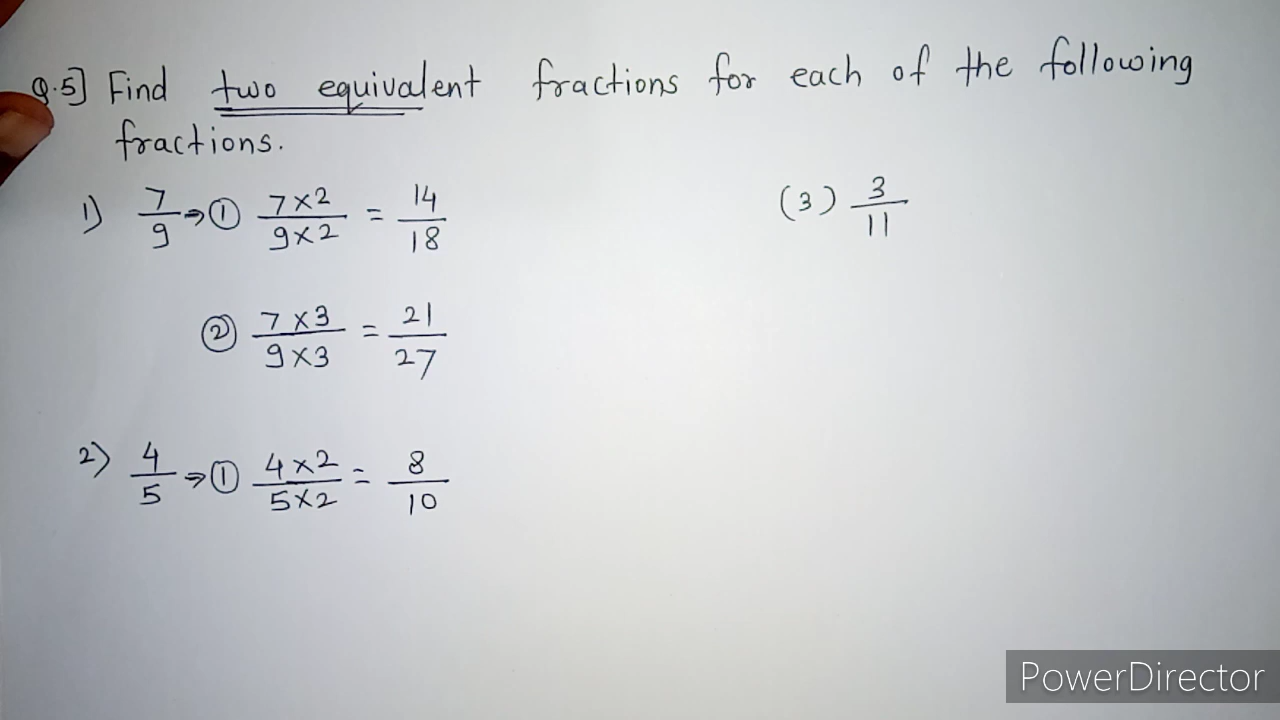 Q.5] Find two equivalent fractions for each of the following
fractions.
1) 7/9 ⇒ ① 7×2/9×2 = 14/18
② 7×3/9×3 = 21/27
2) 4/5 ⇒ ① 4×2/5×2 = 8/10
(3) 3/11
PowerDirector